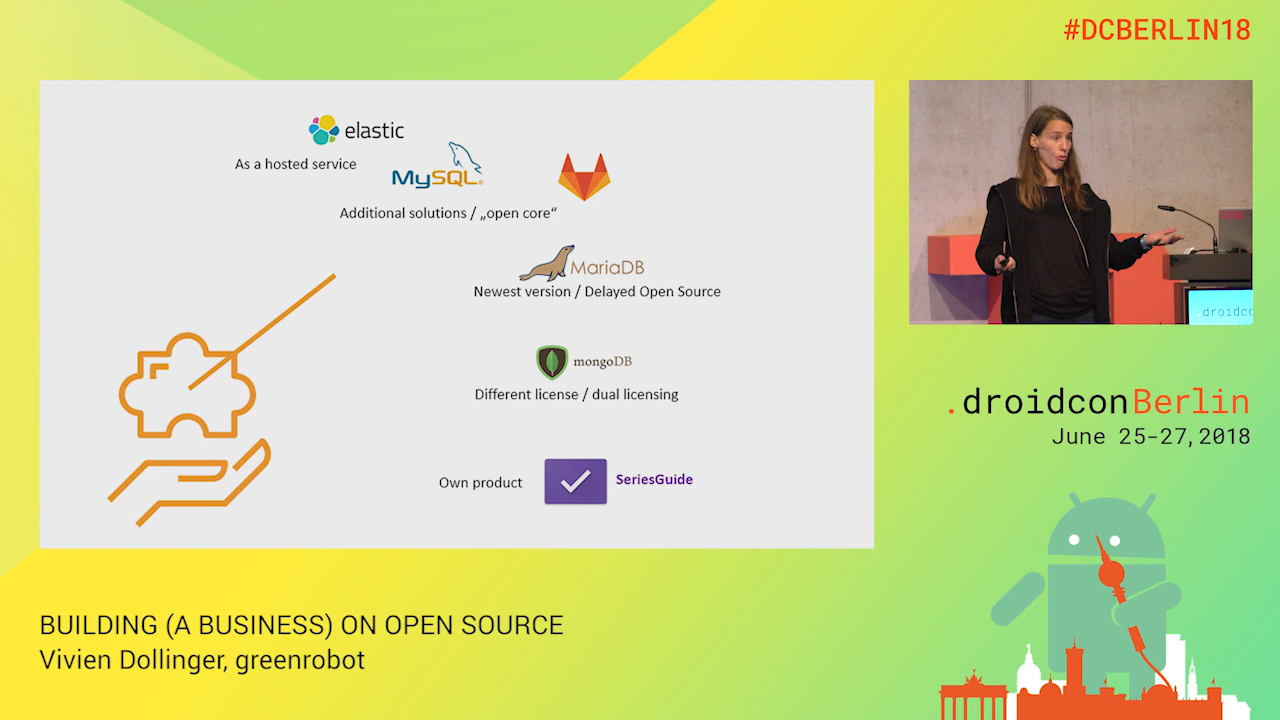 #DCBERLIN18
elastic
As a hosted service
MySQL®
Additional solutions / „open core“
MariaDB
Newest version / Delayed Open Source
mongoDB
Different license / dual licensing
Own product
SeriesGuide
.droidconBerlin
June 25-27, 2018
BUILDING (A BUSINESS) ON OPEN SOURCE
Vivien Dollinger, greenrobot